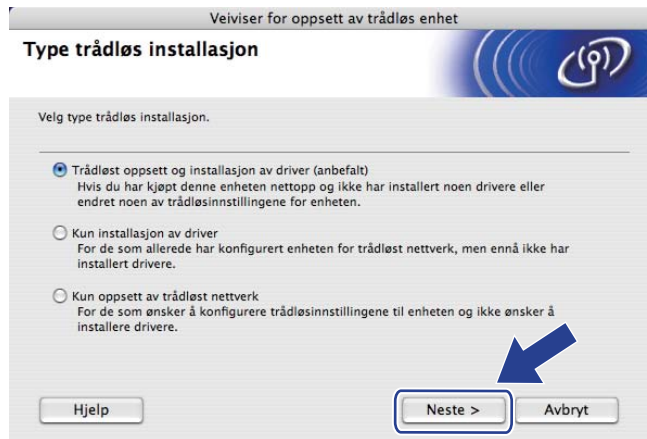 Veiviser for oppsett av trådløs enhet
Type trådløs installasjon
Velg type trådløs installasjon.
Trådløst oppsett og installasjon av driver (anbefalt)
Hvis du har kjøpt denne enheten nettopp og ikke har installert noen drivere eller
endret noen av trådløsinnstillingene for enheten.
Kun installasjon av driver
For de som allerede har konfigurert enheten for trådløst nettverk, men ennå ikke har
installert drivere.
Kun oppsett av trådløst nettverk
For de som ønsker å konfigurere trådløsinnstillingene til enheten og ikke ønsker å
installere drivere.
Hjelp
Neste >
Avbryt